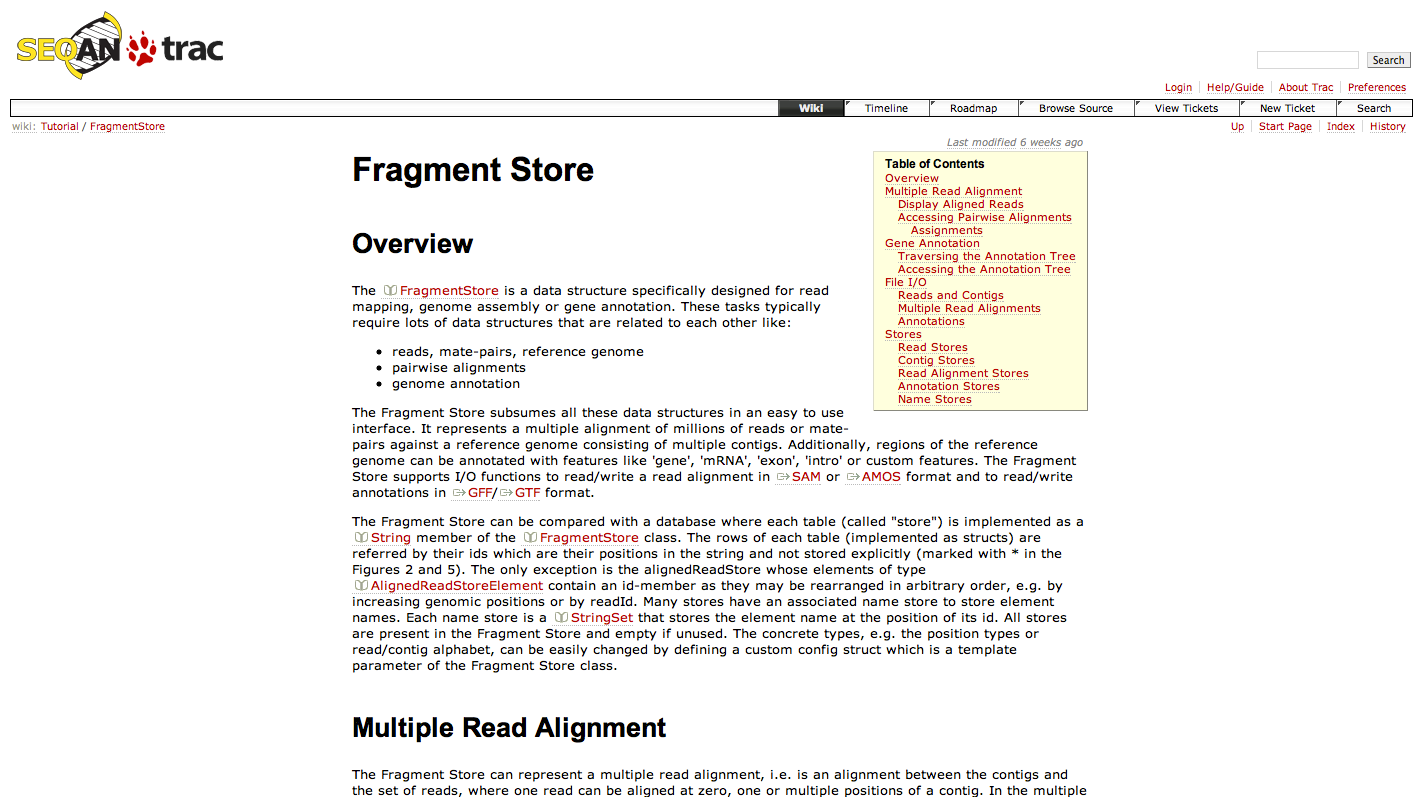 SEQAN trac
Search
Login Help/Guide About Trac Preferences
Wiki Timeline Roadmap Browse Source View Tickets New Ticket Search
wiki: Tutorial / FragmentStore
Up Start Page Index History
Last modified 6 weeks ago
Fragment Store
Table of Contents
Overview
Multiple Read Alignment
Display Aligned Reads
Accessing Pairwise Alignments
Assignments
Gene Annotation
Traversing the Annotation Tree
Accessing the Annotation Tree
File I/O
Reads and Contigs
Multiple Read Alignments
Annotations
Stores
Read Stores
Contig Stores
Read Alignment Stores
Annotation Stores
Name Stores
Overview
The FragmentStore is a data structure specifically designed for read
mapping, genome assembly or gene annotation. These tasks typically
require lots of data structures that are related to each other like:
• reads, mate-pairs, reference genome
• pairwise alignments
• genome annotation
The Fragment Store subsumes all these data structures in an easy to use
interface. It represents a multiple alignment of millions of reads or mate-
pairs against a reference genome consisting of multiple contigs. Additionally, regions of the reference
genome can be annotated with features like 'gene', 'mRNA', 'exon', 'intro' or custom features. The Fragment
Store supports I/O functions to read/write a read alignment in SAM or AMOS format and to read/write
annotations in GFF/ GTF format.
The Fragment Store can be compared with a database where each table (called "store") is implemented as a
String member of the FragmentStore class. The rows of each table (implemented as structs) are
referred by their ids which are their positions in the string and not stored explicitly (marked with * in the
Figures 2 and 5). The only exception is the alignedReadStore whose elements of type
AlignedReadStoreElement contain an id-member as they may be rearranged in arbitrary order, e.g. by
increasing genomic positions or by readId. Many stores have an associated name store to store element
names. Each name store is a StringSet that stores the element name at the position of its id. All stores
are present in the Fragment Store and empty if unused. The concrete types, e.g. the position types or
read/contig alphabet, can be easily changed by defining a custom config struct which is a template
parameter of the Fragment Store class.
Multiple Read Alignment
The Fragment Store can represent a multiple read alignment, i.e. is an alignment between the contigs and
the set of reads, where one read can be aligned at zero, one or multiple positions of a contig. In the multiple